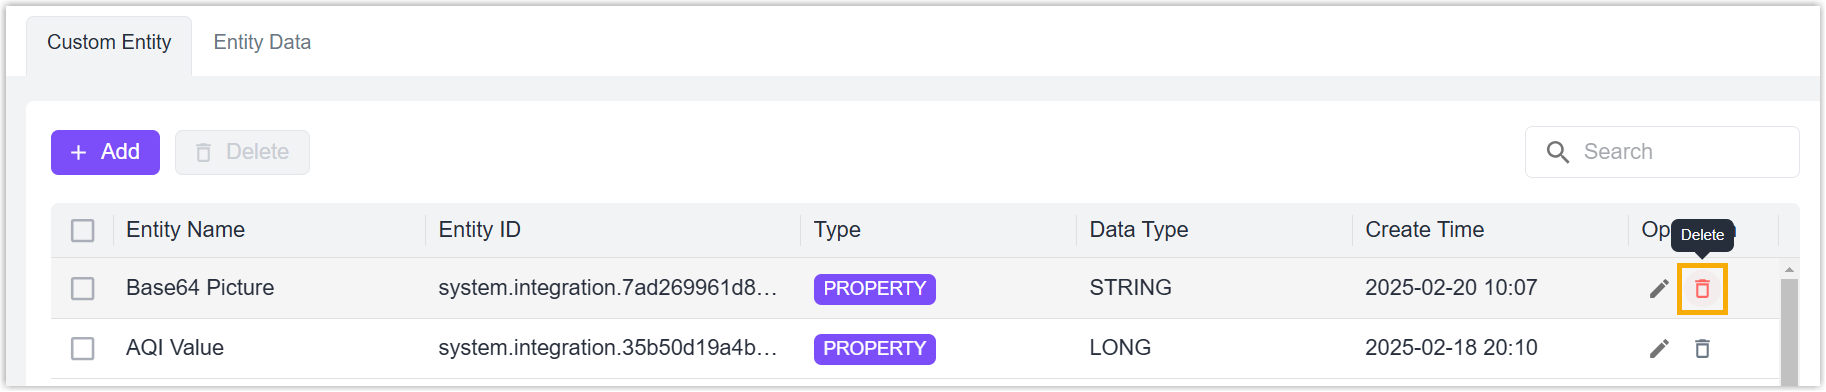 Custom Entity Entity Data
+ Add Delete Search
Entity Name Entity ID Type Data Type Create Time Op
Delete
Base64 Picture system.integration.7ad269961d8... PROPERTY STRING 2025-02-20 10:07
AQI Value system.integration.35b50d19a4b... PROPERTY LONG 2025-02-18 20:10